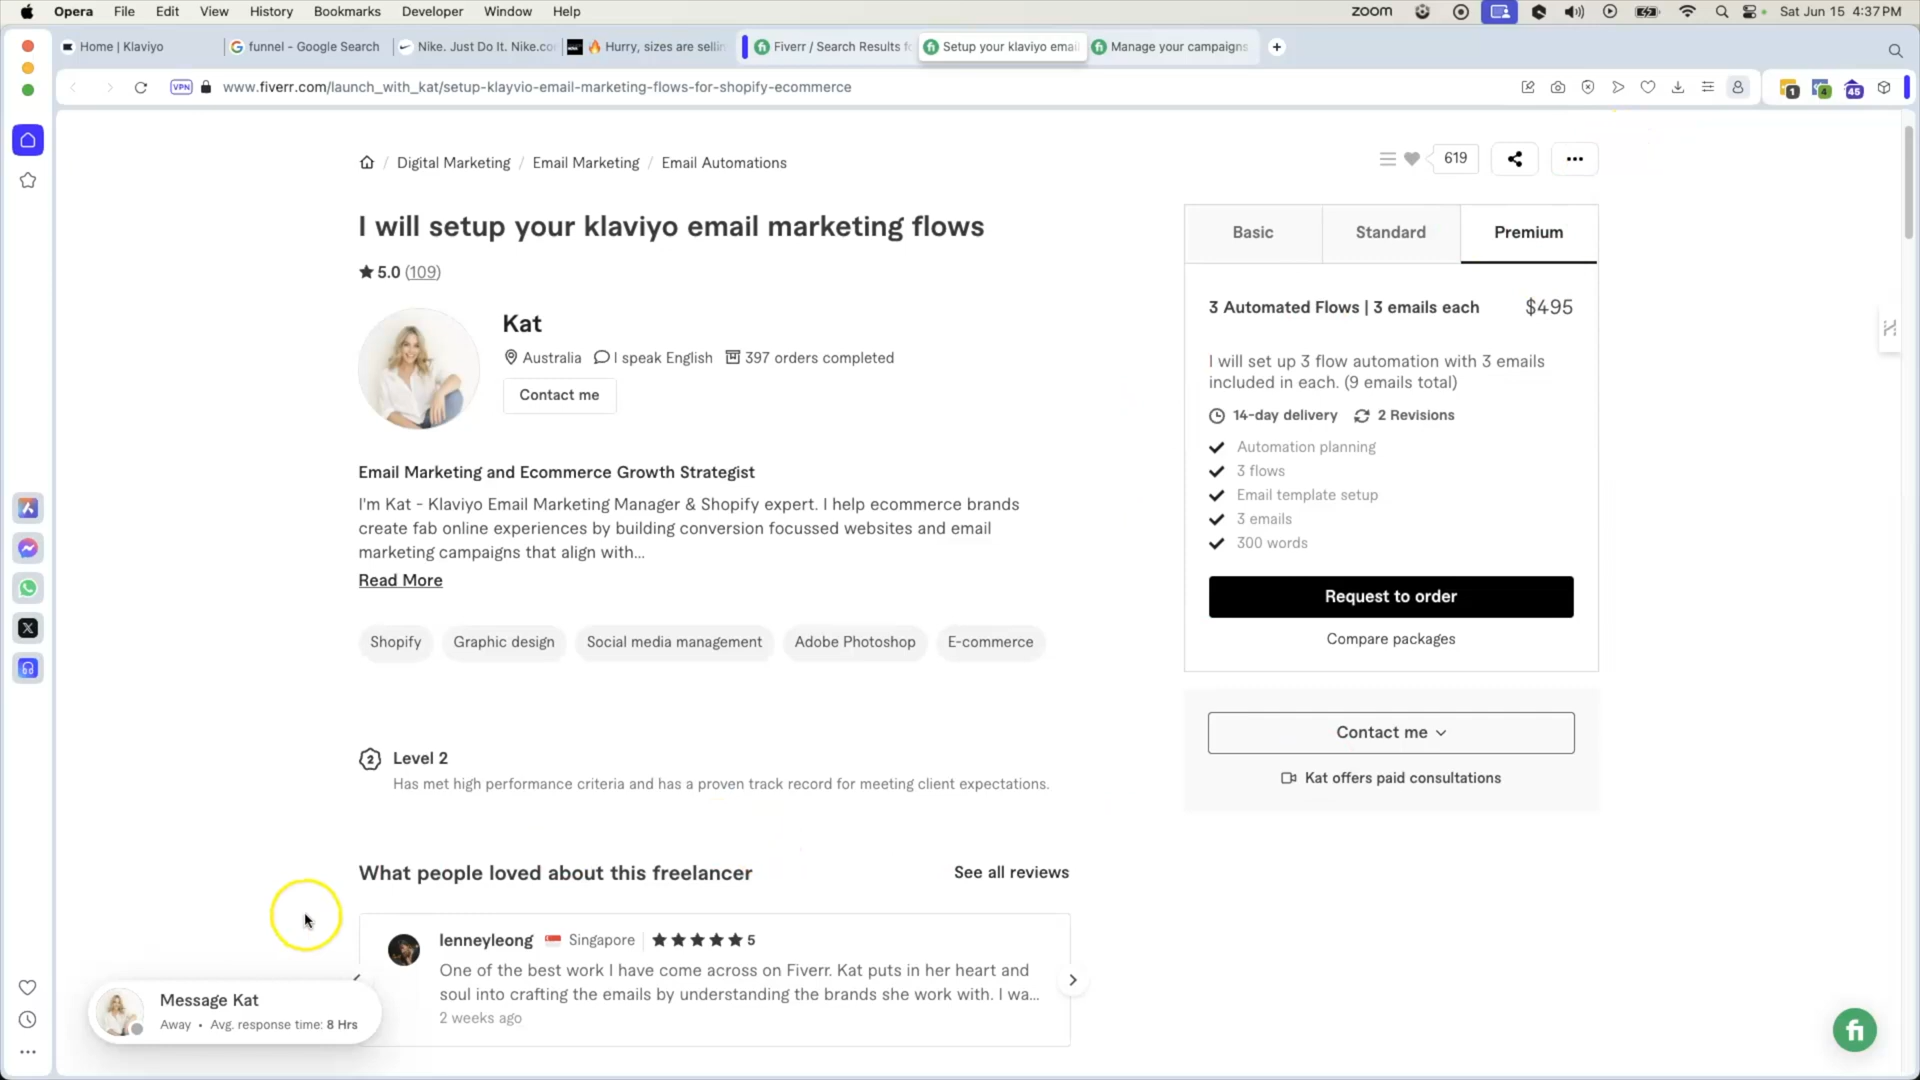 Opera File Edit View History Bookmarks Developer Window Help zoom Sat Jun 15 4:37 PM
Home | Klaviyo funnel - Google Search Nike. Just Do It. Nike.co 🔥 Hurry, sizes are sellin Fiverr / Search Results fo Setup your klaviyo emai Manage your campaigns
VPN www.fiverr.com/launch_with_kat/setup-klayvio-email-marketing-flows-for-shopify-ecommerce 1 4 45
/ Digital Marketing / Email Marketing / Email Automations 619
I will setup your klaviyo email marketing flows
5.0 (109)
Kat
Australia I speak English 397 orders completed
Contact me
Email Marketing and Ecommerce Growth Strategist
I'm Kat - Klaviyo Email Marketing Manager & Shopify expert. I help ecommerce brands
create fab online experiences by building conversion focussed websites and email
marketing campaigns that align with...
Read More
Shopify Graphic design Social media management Adobe Photoshop E-commerce
2 Level 2
Has met high performance criteria and has a proven track record for meeting client expectations.
What people loved about this freelancer See all reviews
lenneyleong Singapore ★★★★★ 5
One of the best work I have come across on Fiverr. Kat puts in her heart and
soul into crafting the emails by understanding the brands she work with. I wa...
2 weeks ago
Basic Standard Premium
3 Automated Flows | 3 emails each $495
I will set up 3 flow automation with 3 emails
included in each. (9 emails total)
14-day delivery 2 Revisions
Automation planning
3 flows
Email template setup
3 emails
300 words
Request to order
Compare packages
Contact me
Kat offers paid consultations
Message Kat
Away • Avg. response time: 8 Hrs
fi